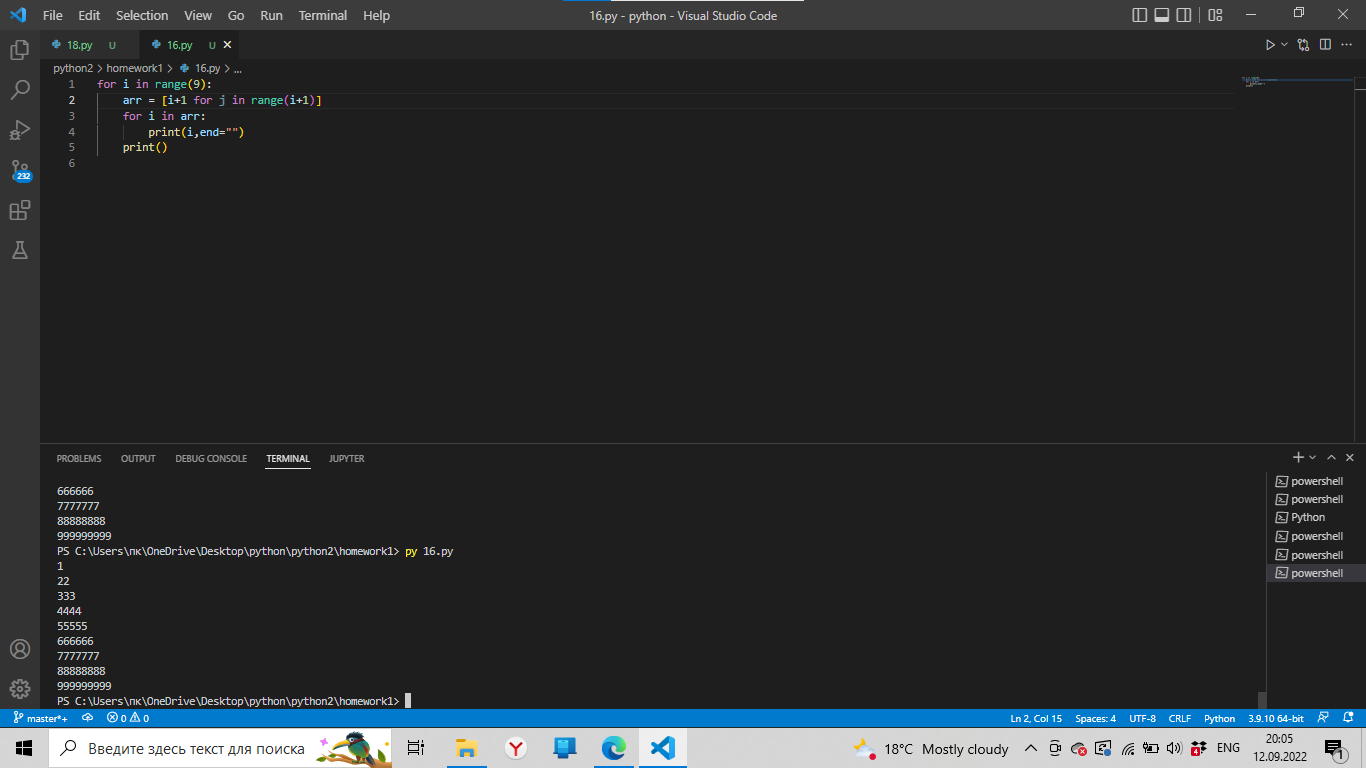 File Edit Selection View Go Run Terminal Help 16.py - python - Visual Studio Code
18.py U 16.py U
python2 > homework1 > 16.py > ...
1 for i in range(9):
2 arr = [i+1 for j in range(i+1)]
3 for i in arr:
4 print(i,end="")
5 print()
6
232
PROBLEMS OUTPUT DEBUG CONSOLE TERMINAL JUPYTER
666666
7777777
88888888
999999999
PS C:\Users\пк\OneDrive\Desktop\python\python2\homework1> py 16.py
1
22
333
4444
55555
666666
7777777
88888888
999999999
PS C:\Users\пк\OneDrive\Desktop\python\python2\homework1>
powershell
powershell
Python
powershell
powershell
powershell
master*+ 0 0 Ln 2, Col 15 Spaces: 4 UTF-8 CRLF Python 3.9.10 64-bit
Введите здесь текст для поиска 18°C Mostly cloudy ENG 20:05
12.09.2022
1